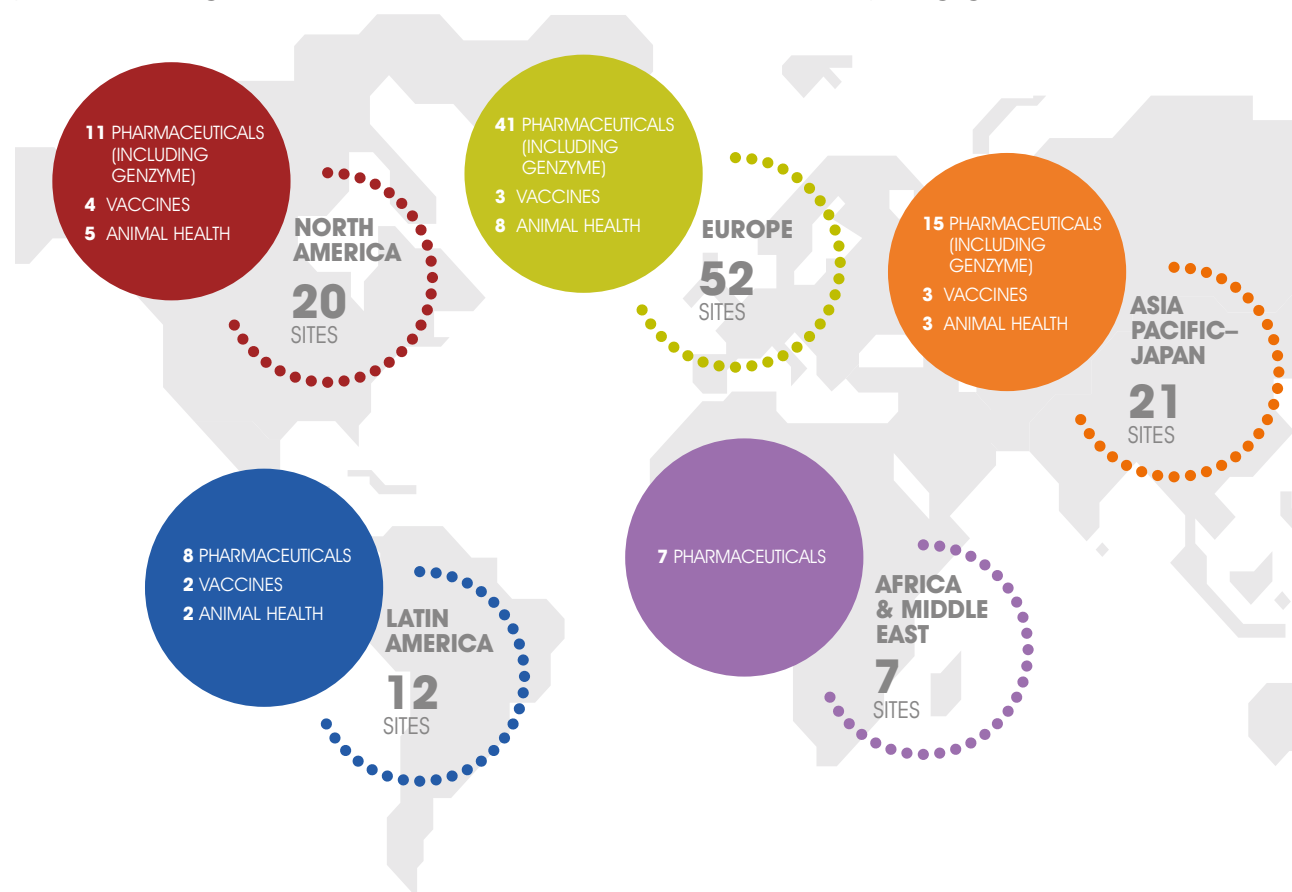 11 PHARMACEUTICALS
(INCLUDING
GENZYME)
4 VACCINES
5 ANIMAL HEALTH
NORTH
AMERICA
20
SITES
41 PHARMACEUTICALS
(INCLUDING
GENZYME)
3 VACCINES
8 ANIMAL HEALTH
EUROPE
52
SITES
15 PHARMACEUTICALS
(INCLUDING
GENZYME)
3 VACCINES
3 ANIMAL HEALTH
ASIA
PACIFIC–
JAPAN
21
SITES
8 PHARMACEUTICALS
2 VACCINES
2 ANIMAL HEALTH
LATIN
AMERICA
12
SITES
7 PHARMACEUTICALS
AFRICA
& MIDDLE
EAST
7
SITES